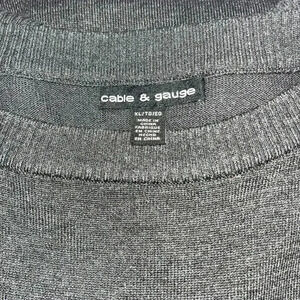 cable & gauge
XL/TG/EG
MADE IN
CHINA
FABRIQUE
EN CHINE
HECHO
EN CHINA